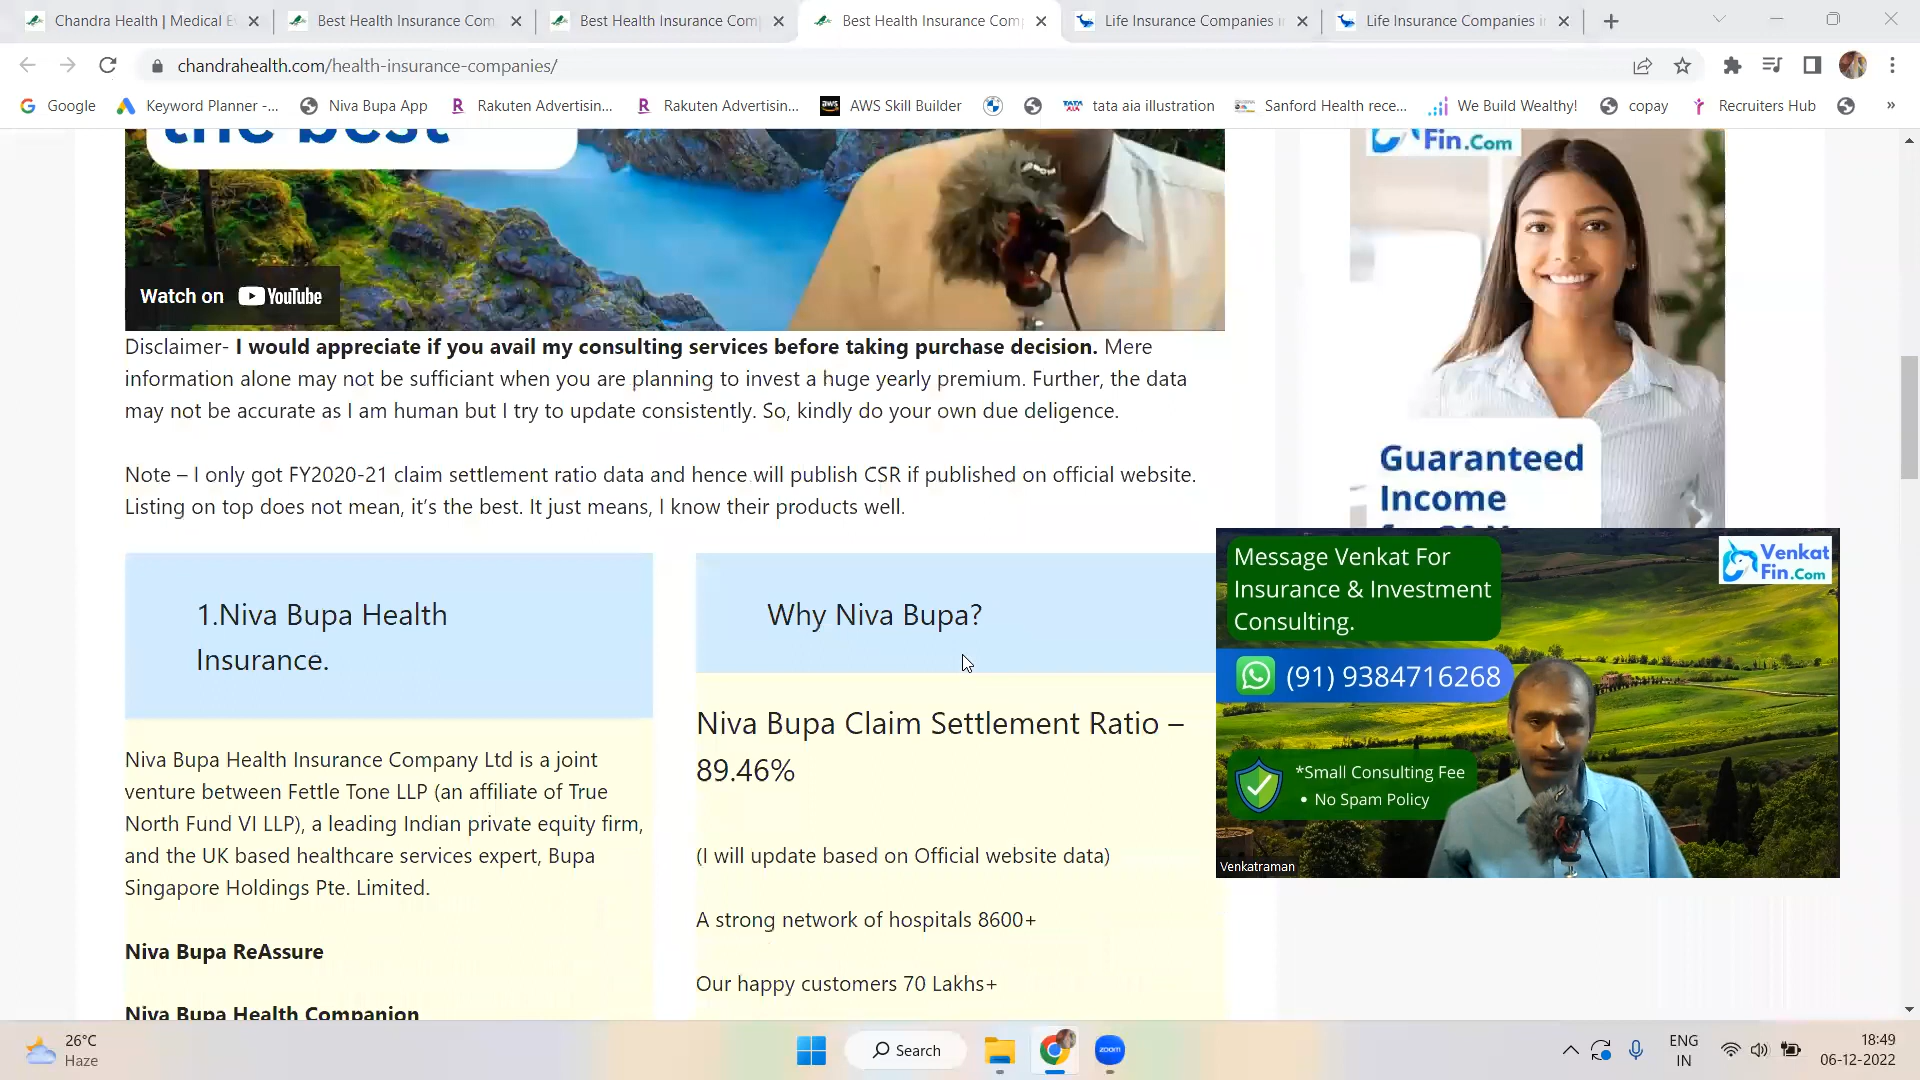 Chandra Health | Medical E
Best Health Insurance Com
Best Health Insurance Com
Best Health Insurance Com
Life Insurance Companies i
Life Insurance Companies i
chandrahealth.com/health-insurance-companies/
Google
Keyword Planner -...
Niva Bupa App
Rakuten Advertisin...
Rakuten Advertisin...
AWS Skill Builder
tata aia illustration
Sanford Health rece...
We Build Wealthy!
copay
Recruiters Hub
»
the best
Watch on YouTube
Fin.Com
Guaranteed
Income
Disclaimer- I would appreciate if you avail my consulting services before taking purchase decision. Mere
information alone may not be sufficiant when you are planning to invest a huge yearly premium. Further, the data
may not be accurate as I am human but I try to update consistently. So, kindly do your own due deligence.
Note – I only got FY2020-21 claim settlement ratio data and hence will publish CSR if published on official website.
Listing on top does not mean, it’s the best. It just means, I know their products well.
1.Niva Bupa Health
Insurance.
Niva Bupa Health Insurance Company Ltd is a joint
venture between Fettle Tone LLP (an affiliate of True
North Fund VI LLP), a leading Indian private equity firm,
and the UK based healthcare services expert, Bupa
Singapore Holdings Pte. Limited.
Niva Bupa ReAssure
Niva Bupa Health Companion
Why Niva Bupa?
Niva Bupa Claim Settlement Ratio –
89.46%
(I will update based on Official website data)
A strong network of hospitals 8600+
Our happy customers 70 Lakhs+
Message Venkat For
Insurance & Investment
Consulting.
(91) 9384716268
*Small Consulting Fee
• No Spam Policy
Venkat
Fin.Com
Venkatraman
26°C
Haze
Search
zoom
ENG
IN
18:49
06-12-2022